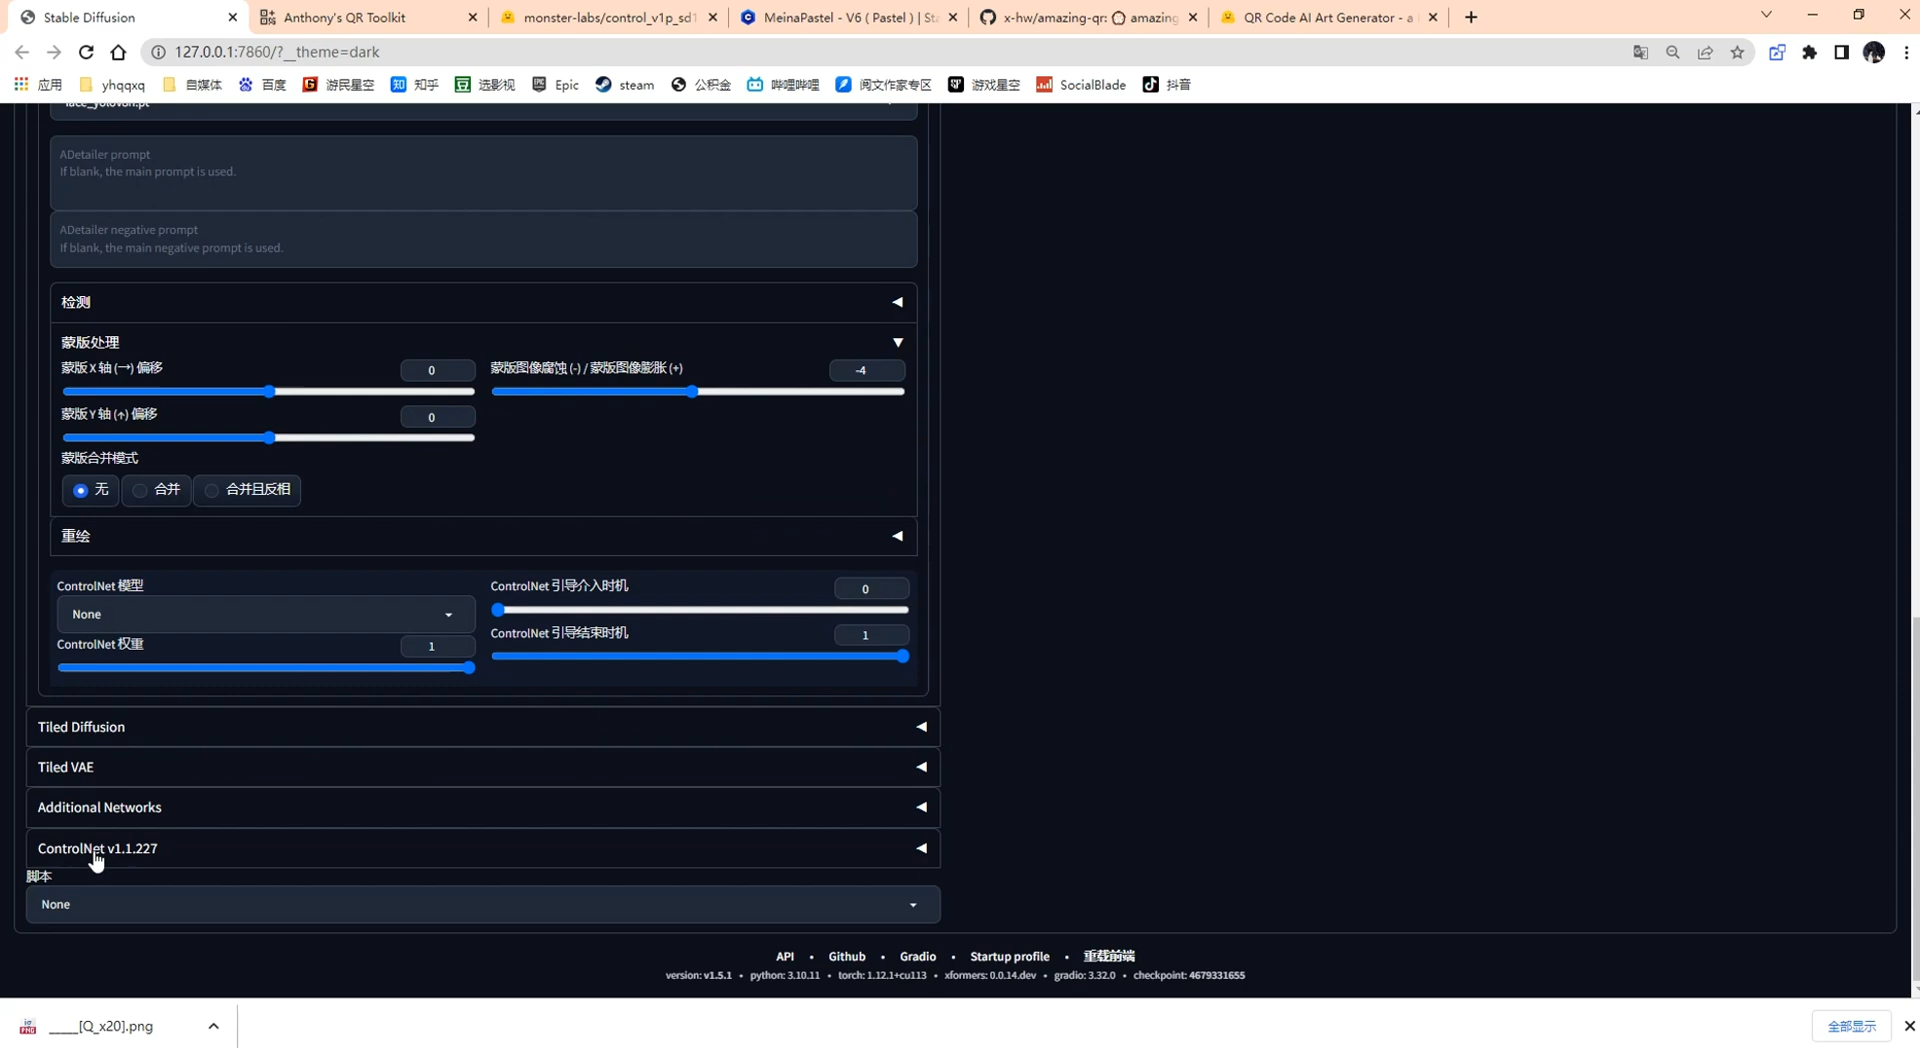 Stable Diffusion
Anthony's QR Toolkit
monster-labs/control_v1p_sd1
MeinaPastel - V6 ( Pastel ) | Sta
x-hw/amazing-qr: amazing
QR Code AI Art Generator - a
127.0.0.1:7860/?__theme=dark
应用
yhqqxq
自媒体
百度
游民星空
知乎
选影视
Epic
steam
公积金
哔哩哔哩
阅文作家专区
游戏星空
SocialBlade
抖音
face_yolov8n.pt
ADetailer prompt
If blank, the main prompt is used.
ADetailer negative prompt
If blank, the main negative prompt is used.
检测
蒙版处理
蒙版 X 轴 (→) 偏移
0
蒙版图像腐蚀 (-) / 蒙版图像膨胀 (+)
-4
蒙版 Y 轴 (↑) 偏移
0
蒙版合并模式
无
合并
合并且反相
重绘
ControlNet 模型
None
ControlNet 引导介入时机
0
ControlNet 权重
1
ControlNet 引导结束时机
1
Tiled Diffusion
Tiled VAE
Additional Networks
ControlNet v1.1.227
脚本
None
API • Github • Gradio • Startup profile • 重载前端
version: v1.5.1 • python: 3.10.11 • torch: 1.12.1+cu113 • xformers: 0.0.14.dev • gradio: 3.32.0 • checkpoint: 4679331655
____[Q_x20].png
全部显示